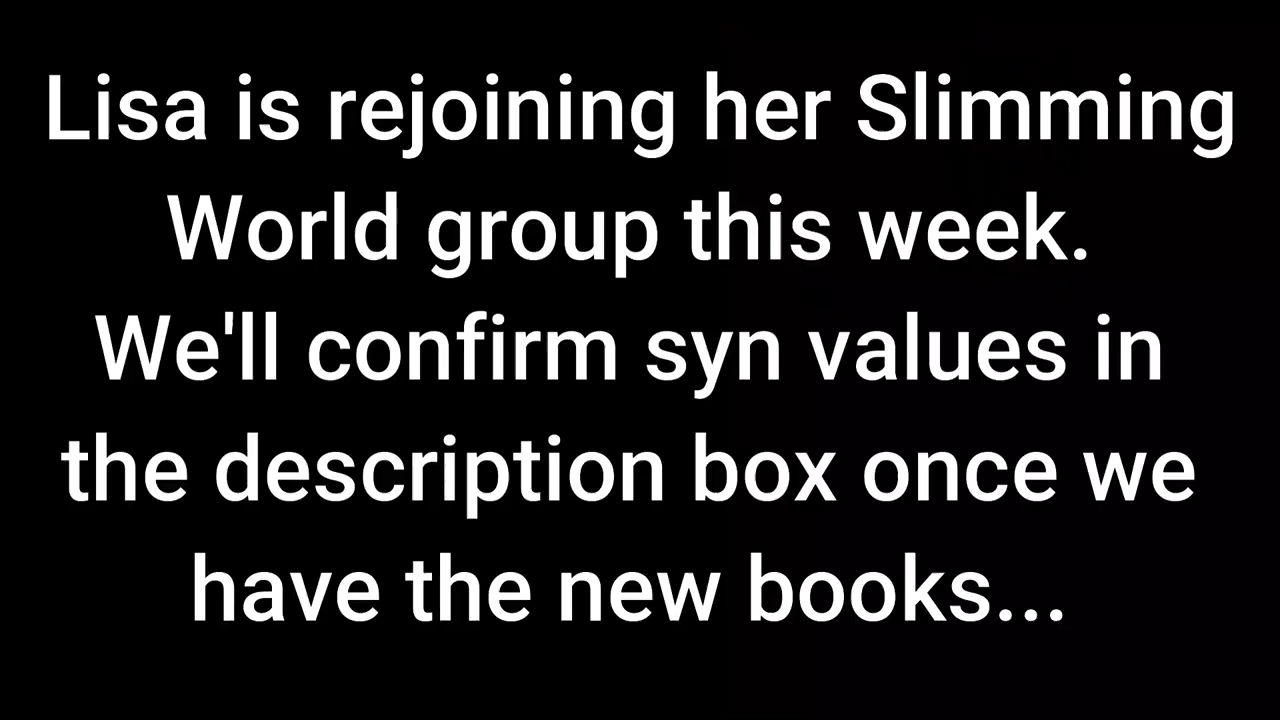 Lisa is rejoining her Slimming
World group this week.
We'll confirm syn values in
the description box once we
have the new books...